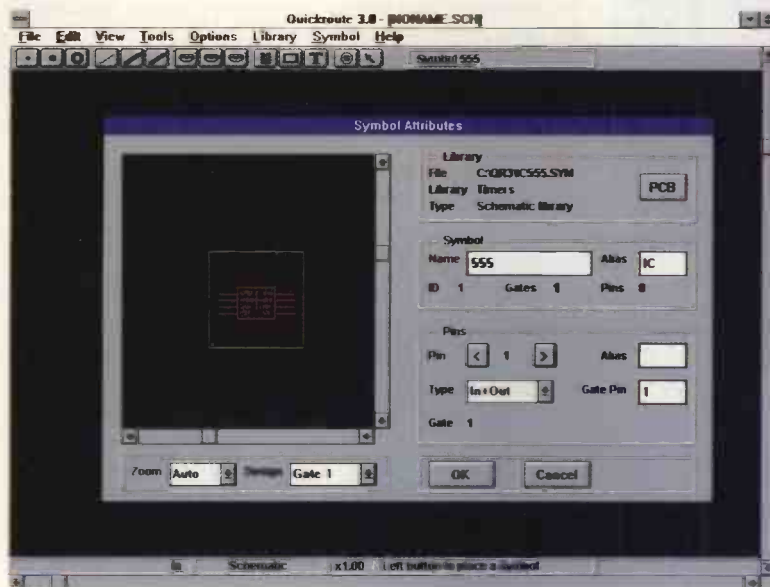 Quickroute 3.0 - [NONAME.SCH]
File Edit View Tools Options Library Symbol Help
T
Symbol 555
Symbol Attributes
Library
File C:\QR3\IC555.SYM
Library Timers
Type Schematic library
PCB
Symbol
Name 555 Alias IC
ID 1 Gates 1 Pins 8
Pins
Pin < 1 > Alias
Type In+Out Gate Pin 1
Gate 1
Zoom Auto Gate 1
OK Cancel
Schematic x1.00 Left button to place a symbol